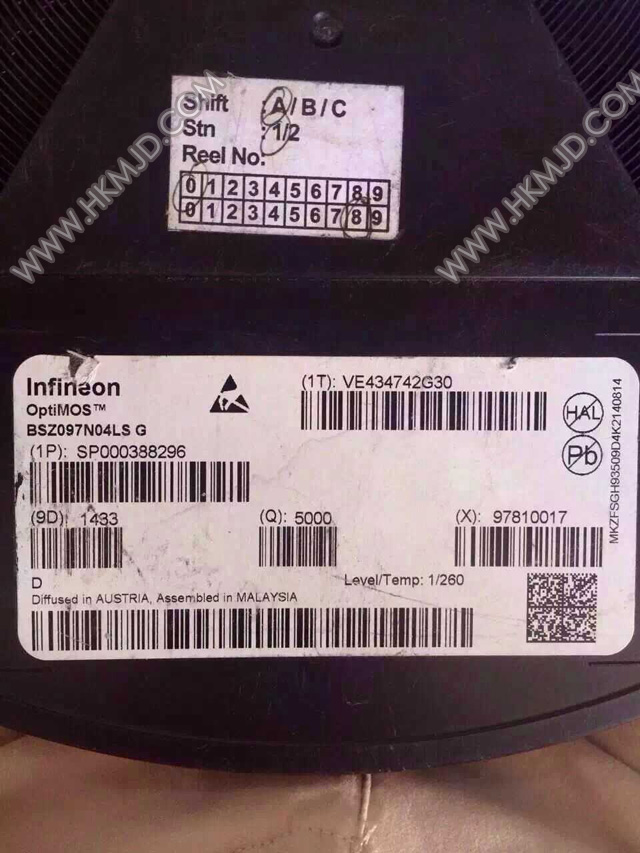 WWW.HKMJD.COM
WWW.HKMJD.COM
Shift : A / B / C
Stn : 1/2
Reel No:
0 1 2 3 4 5 6 7 8 9
0 1 2 3 4 5 6 7 8 9
Infineon
OptiMOS™
BSZ097N04LS G
(1P): SP000388296
(1T): VE434742G30
HAL
Pb
MKZFSGH93509D4K2140814
(9D): 1433
(Q): 5000
(X): 97810017
D
Level/Temp: 1/260
Diffused in AUSTRIA, Assembled in MALAYSIA